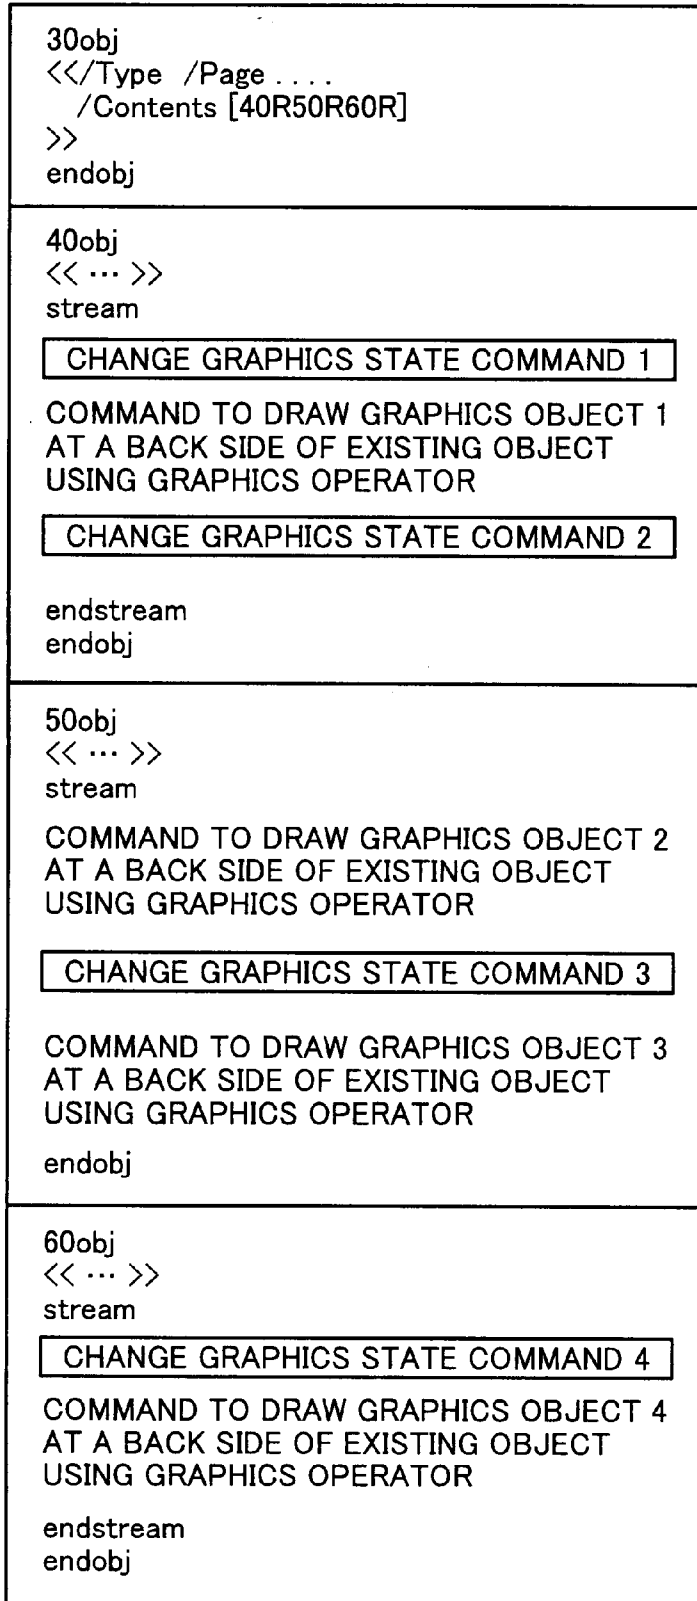 30obj
<</Type /Page ....
/Contents [40R50R60R]
>>
endobj
40obj
<< ··· >>
stream
CHANGE GRAPHICS STATE COMMAND 1
COMMAND TO DRAW GRAPHICS OBJECT 1
AT A BACK SIDE OF EXISTING OBJECT
USING GRAPHICS OPERATOR
CHANGE GRAPHICS STATE COMMAND 2
endstream
endobj
50obj
<< ··· >>
stream
COMMAND TO DRAW GRAPHICS OBJECT 2
AT A BACK SIDE OF EXISTING OBJECT
USING GRAPHICS OPERATOR
CHANGE GRAPHICS STATE COMMAND 3
COMMAND TO DRAW GRAPHICS OBJECT 3
AT A BACK SIDE OF EXISTING OBJECT
USING GRAPHICS OPERATOR
endobj
60obj
<< ··· >>
stream
CHANGE GRAPHICS STATE COMMAND 4
COMMAND TO DRAW GRAPHICS OBJECT 4
AT A BACK SIDE OF EXISTING OBJECT
USING GRAPHICS OPERATOR
endstream
endobj